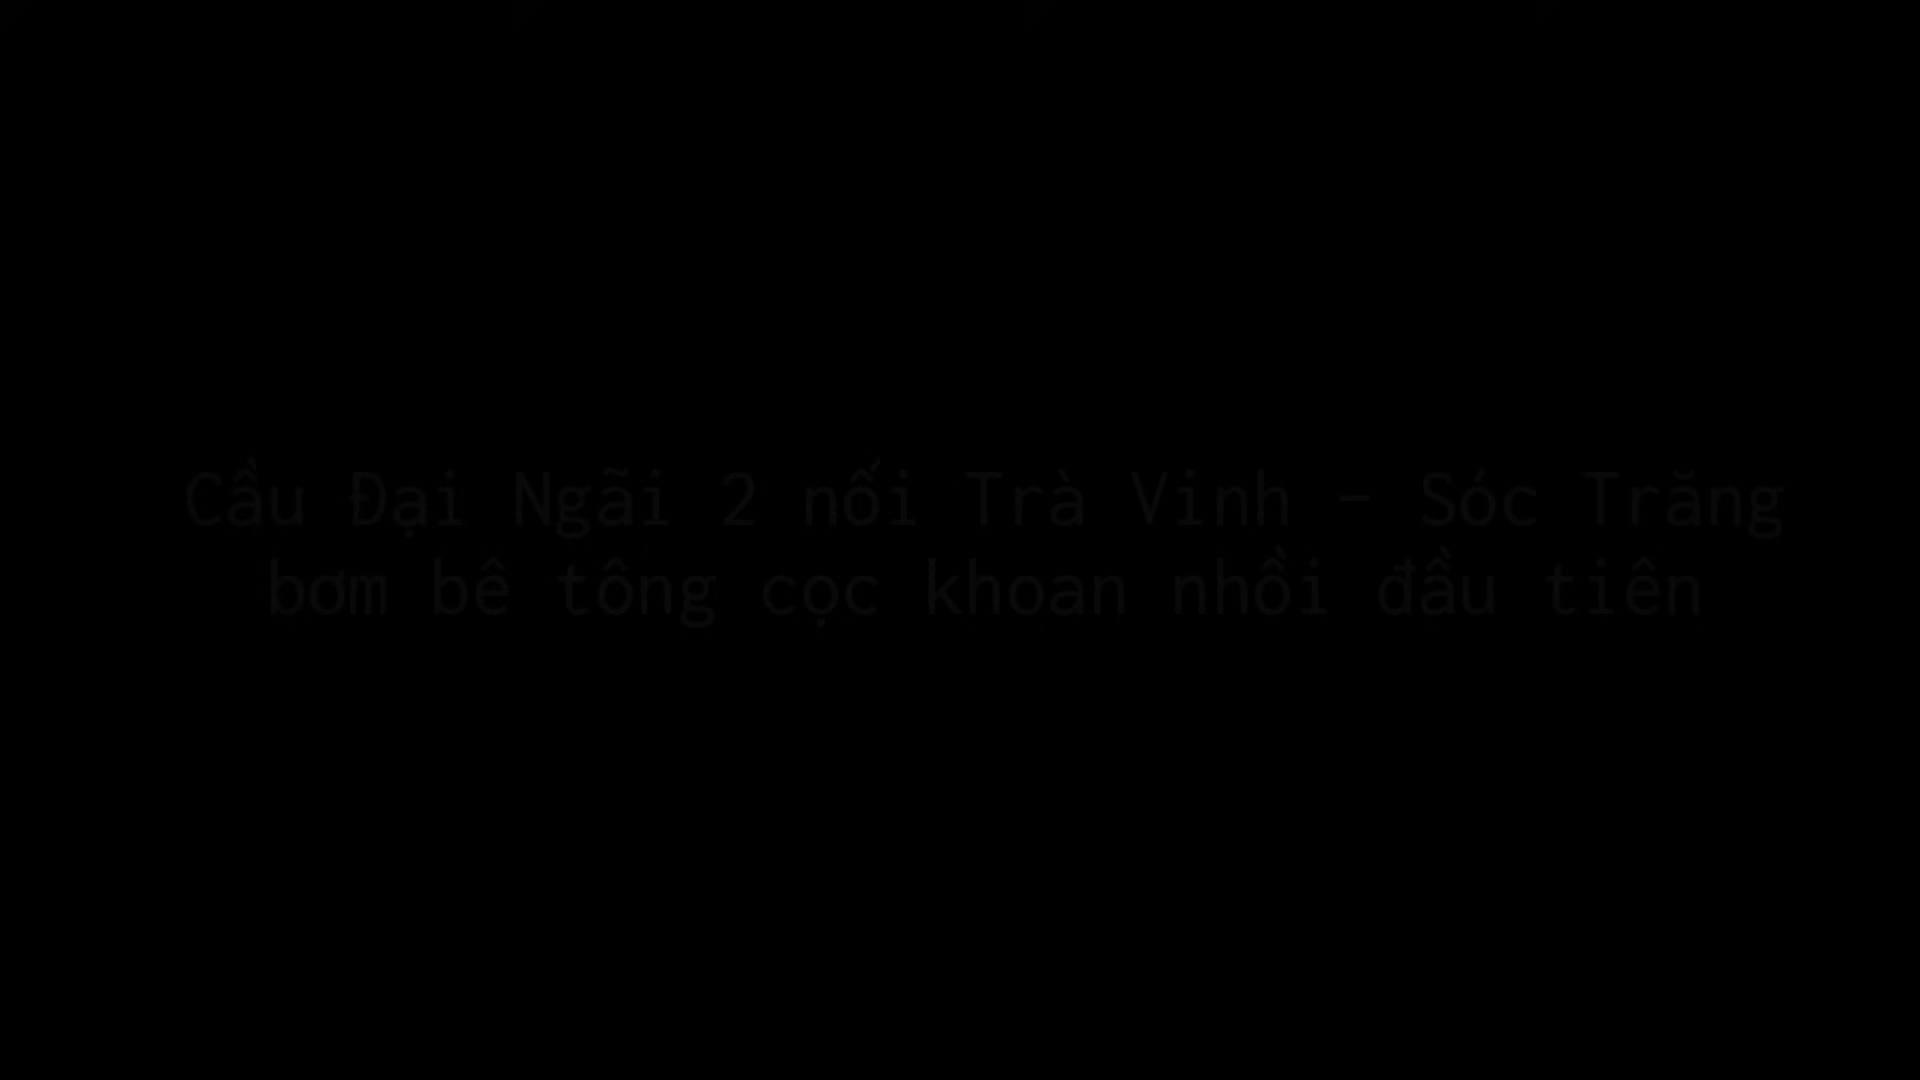 Cầu Đại Ngãi 2 nối Trà Vinh - Sóc Trăng
bơm bê tông cọc khoan nhồi đầu tiên